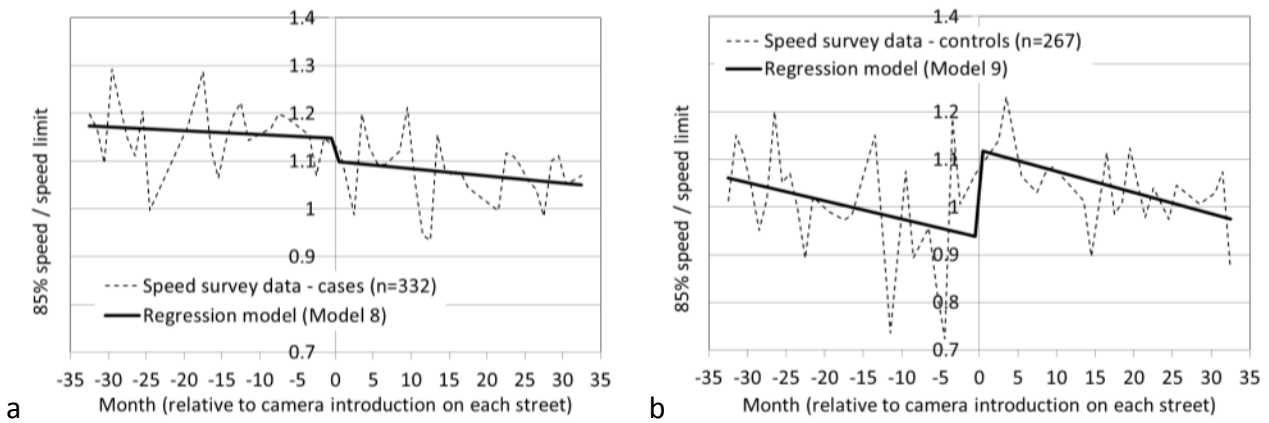 1.4
1.3
1.2
1.1
1
0.9
0.7
85% speed / speed limit
Speed survey data - cases (n=332)
Regression model (Model 8)
-35 -30 -25 -20 -15 -10 -5 0 5 10 15 20 25 30 35
Month (relative to camera introduction on each street)
a
1.4
Speed survey data - controls (n=267)
Regression model (Model 9)
1.2
1.1
1
0.9
0.8
0.7
85% speed / speed limit
-35 -30 -25 -20 -15 -10 -5 0 5 10 15 20 25 30 35
Month (relative to camera introduction on each street)
b